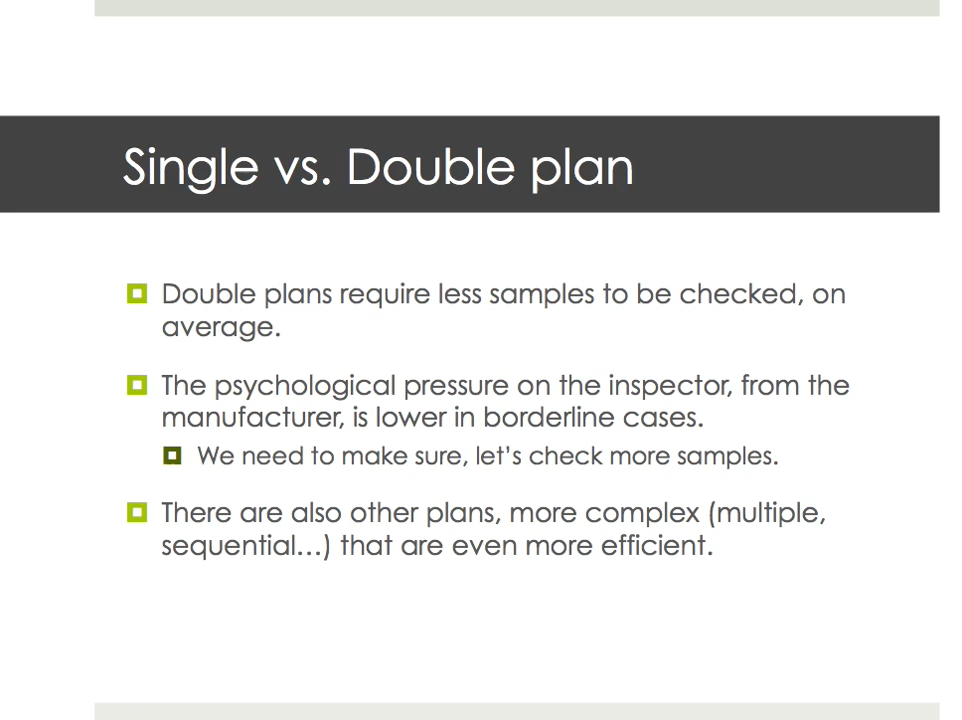 Single vs. Double plan
Double plans require less samples to be checked, on
average.
The psychological pressure on the inspector, from the
manufacturer, is lower in borderline cases.
We need to make sure, let's check more samples.
There are also other plans, more complex (multiple,
sequential…) that are even more efficient.